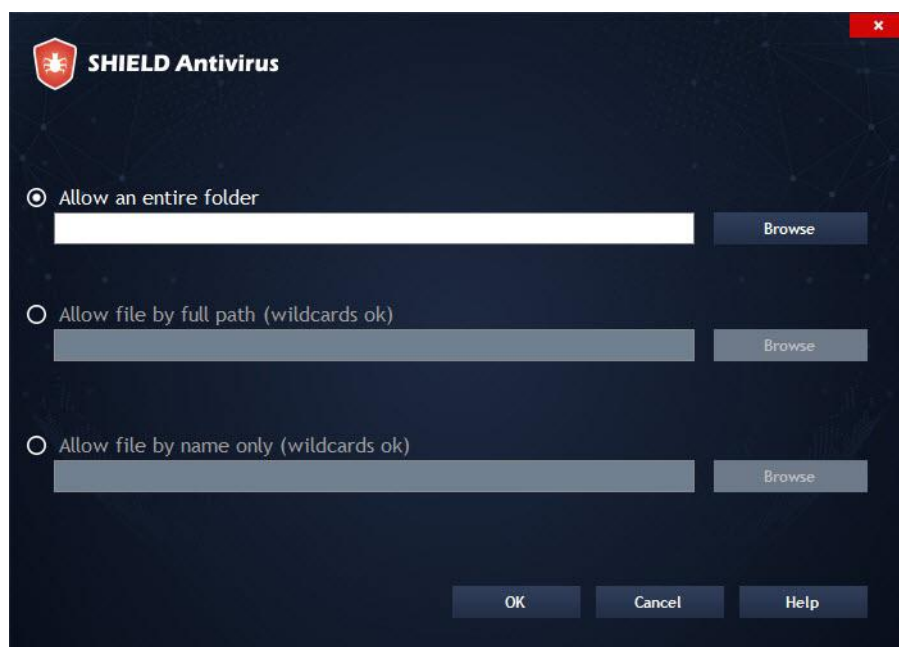 SHIELD Antivirus
Allow an entire folder
Browse
Allow file by full path (wildcards ok)
Browse
Allow file by name only (wildcards ok)
Browse
OK Cancel Help